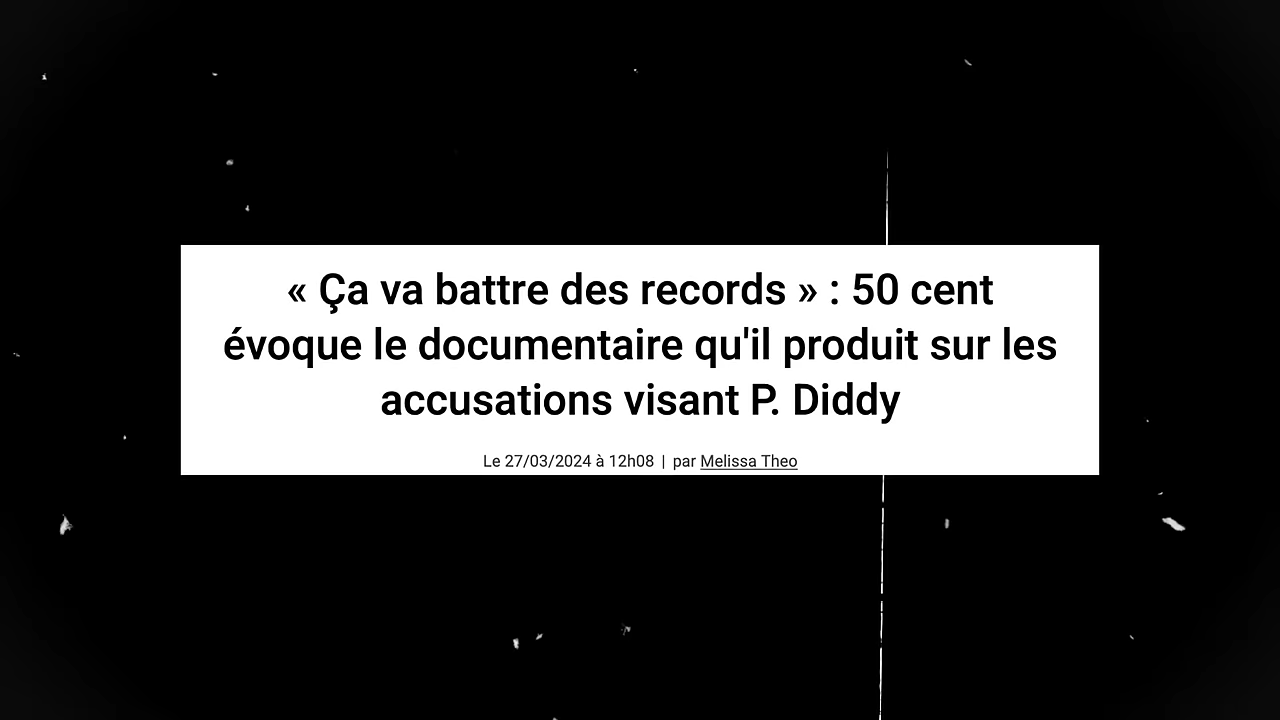 « Ça va battre des records » : 50 cent
évoque le documentaire qu'il produit sur les
accusations visant P. Diddy
Le 27/03/2024 à 12h08 | par Melissa Theo